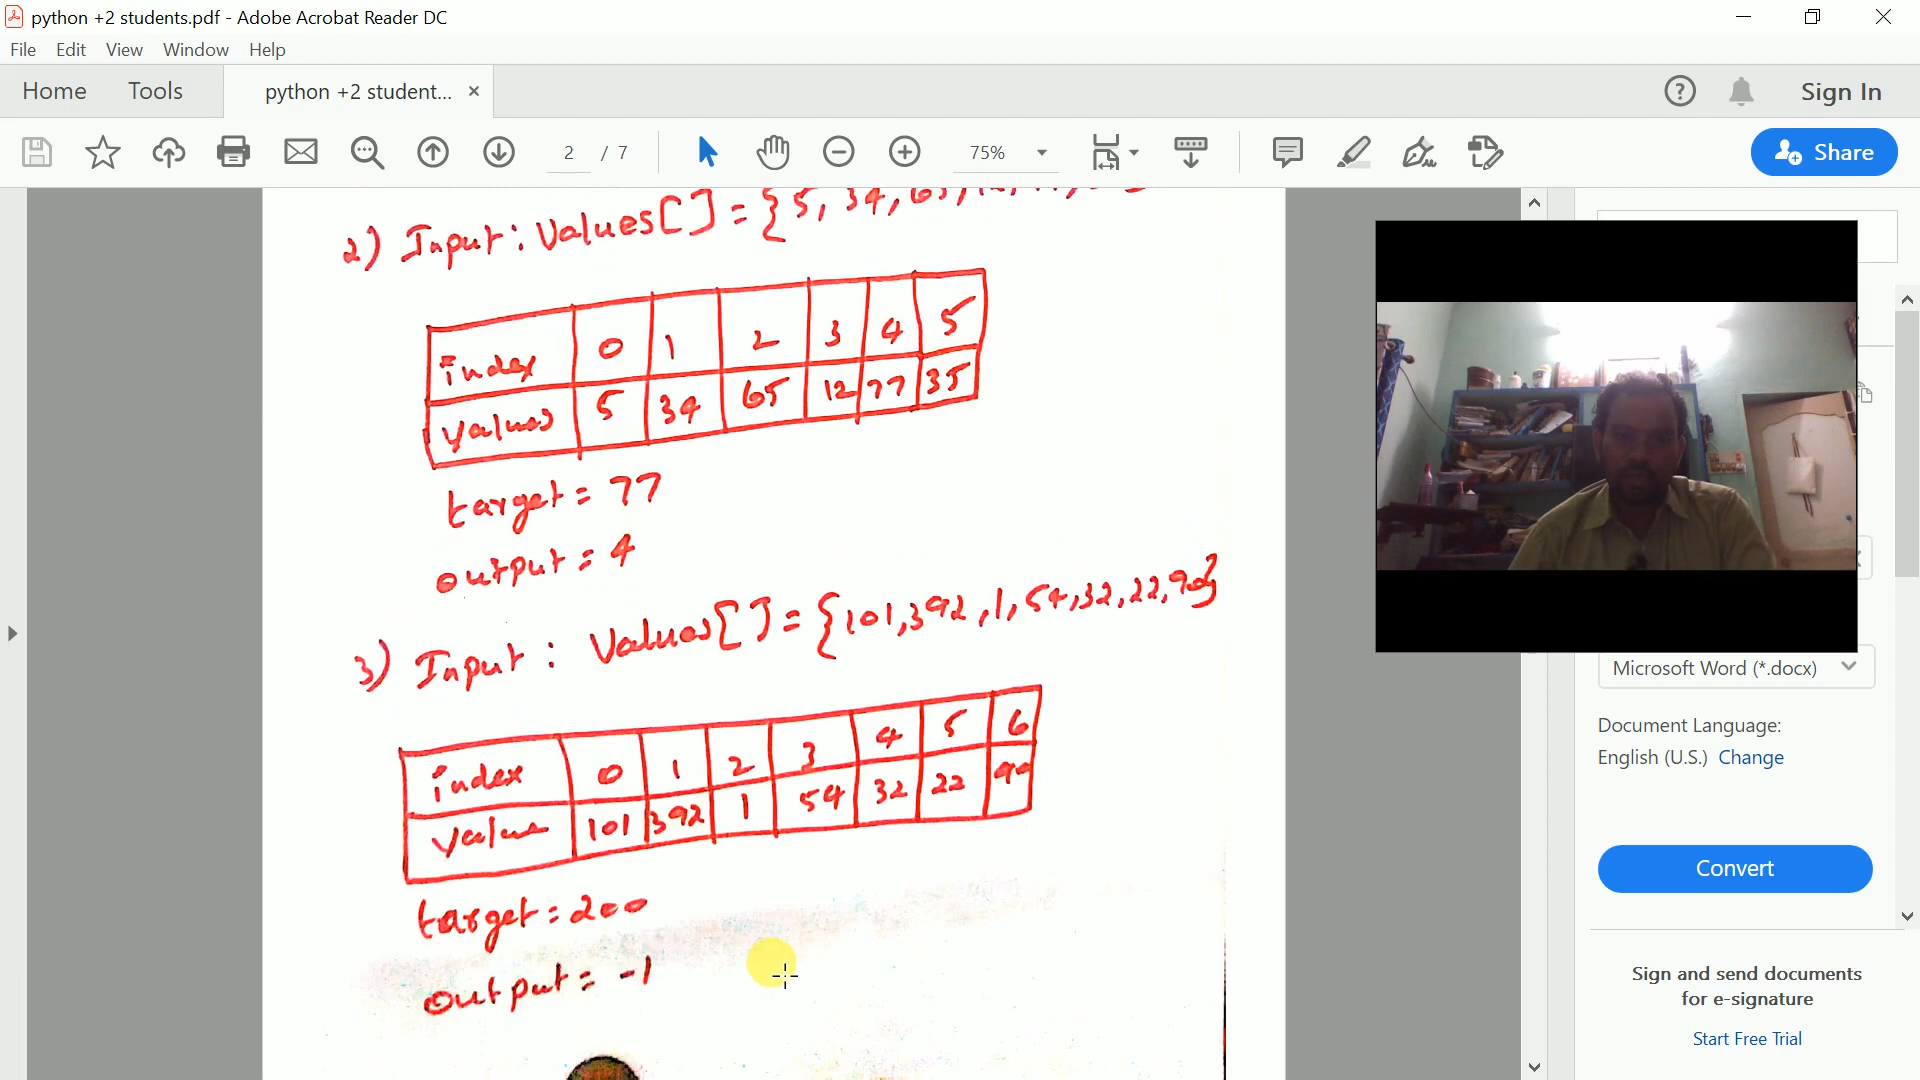 python +2 students.pdf - Adobe Acrobat Reader DC
File Edit View Window Help
Home Tools python +2 student... ×
? Sign In
2 / 7 75% Share
2) Input : Values[] = {5, 34, 65,
index 0 1 2 3 4 5
values 5 34 65 12 77 35
target = 77
output = 4
3) Input : Values[] = {101,392,1,54,32,22,90}
index 0 1 2 3 4 5 6
value 101 392 1 54 32 22 90
target = 200
output = -1
Microsoft Word (*.docx)
Document Language:
English (U.S.) Change
Convert
Sign and send documents
for e-signature
Start Free Trial